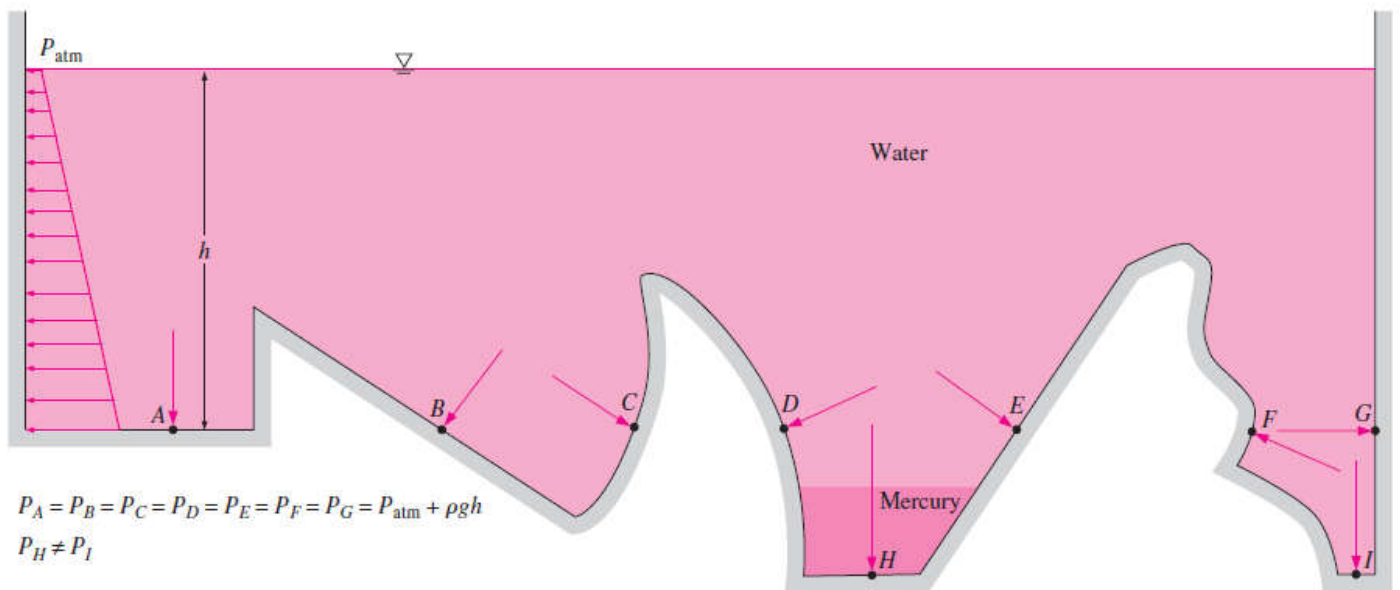 P_atm
Water
h
A
B
C
D
E
F
G
Mercury
H
I
P_A = P_B = P_C = P_D = P_E = P_F = P_G = P_atm + ρgh
P_H ≠ P_I